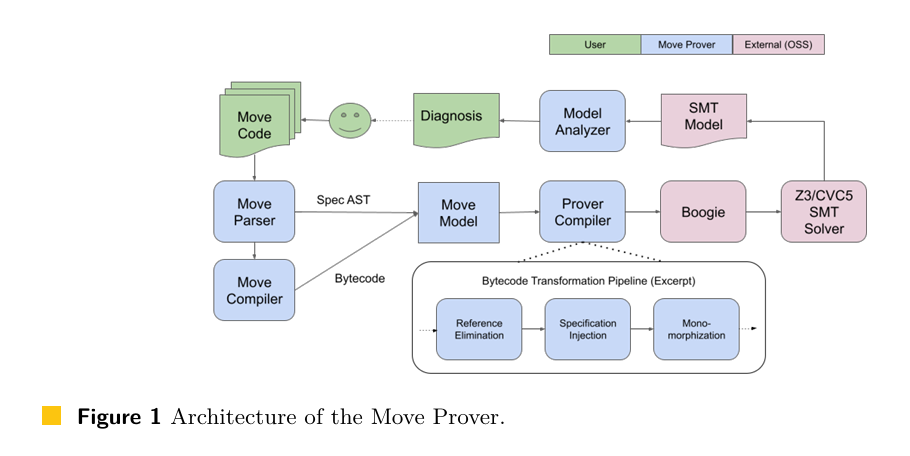 User
Move Prover
External (OSS)
Move
Code
Diagnosis
Model
Analyzer
SMT
Model
Move
Parser
Spec AST
Move
Model
Prover
Compiler
Boogie
Z3/CVC5
SMT
Solver
Move
Compiler
Bytecode
Bytecode Transformation Pipeline (Excerpt)
Reference
Elimination
Specification
Injection
Mono-
morphization
Figure 1 Architecture of the Move Prover.